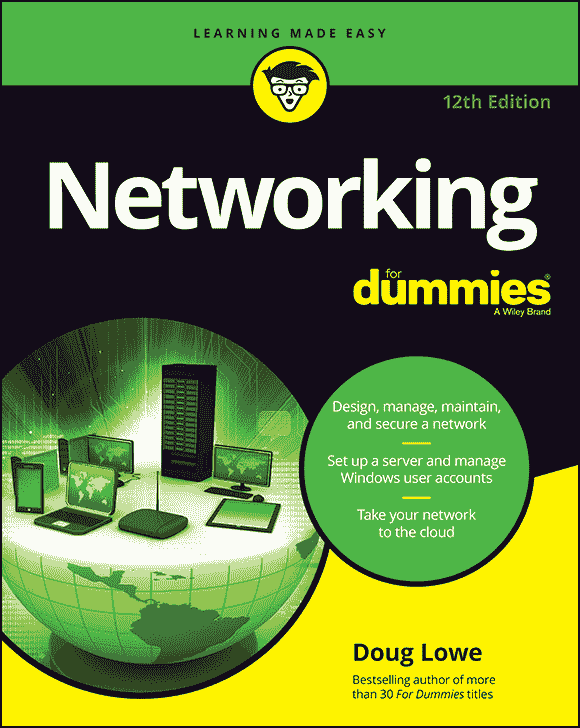 LEARNING MADE EASY
12th Edition
Networking
for
dummies®
A Wiley Brand
Design, manage, maintain,
and secure a network
Set up a server and manage
Windows user accounts
Take your network
to the cloud
Doug Lowe
Bestselling author of more
than 30 For Dummies titles